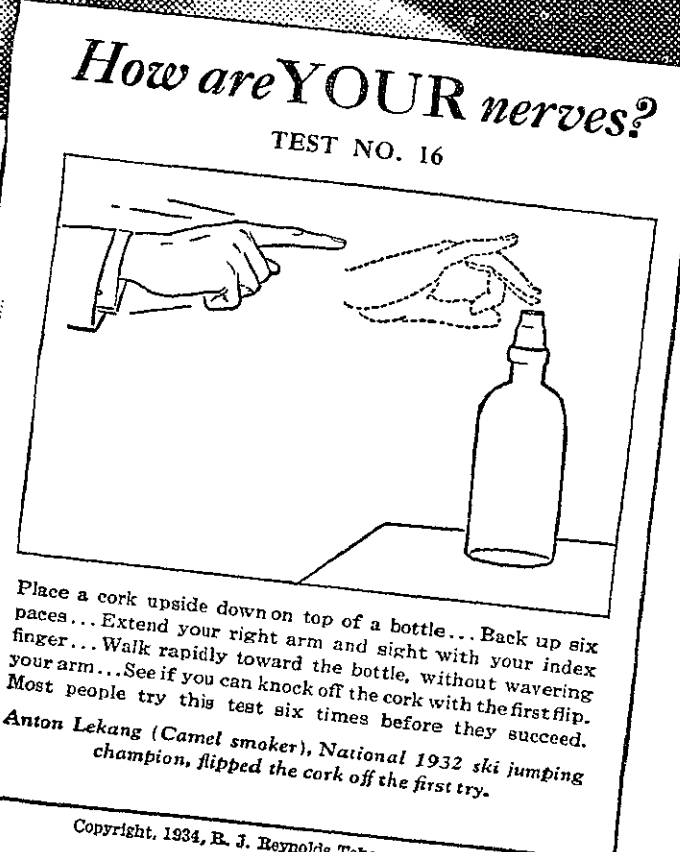 How are YOUR nerves?
TEST NO. 16
Place a cork upside down on top of a bottle... Back up six
paces... Extend your right arm and sight with your index
finger... Walk rapidly toward the bottle, without wavering
your arm... See if you can knock off the cork with the first flip.
Most people try this test six times before they succeed.
Anton Lekang (Camel smoker), National 1932 ski jumping
champion, flipped the cork off the first try.
Copyright, 1934, R. J. Reynolds